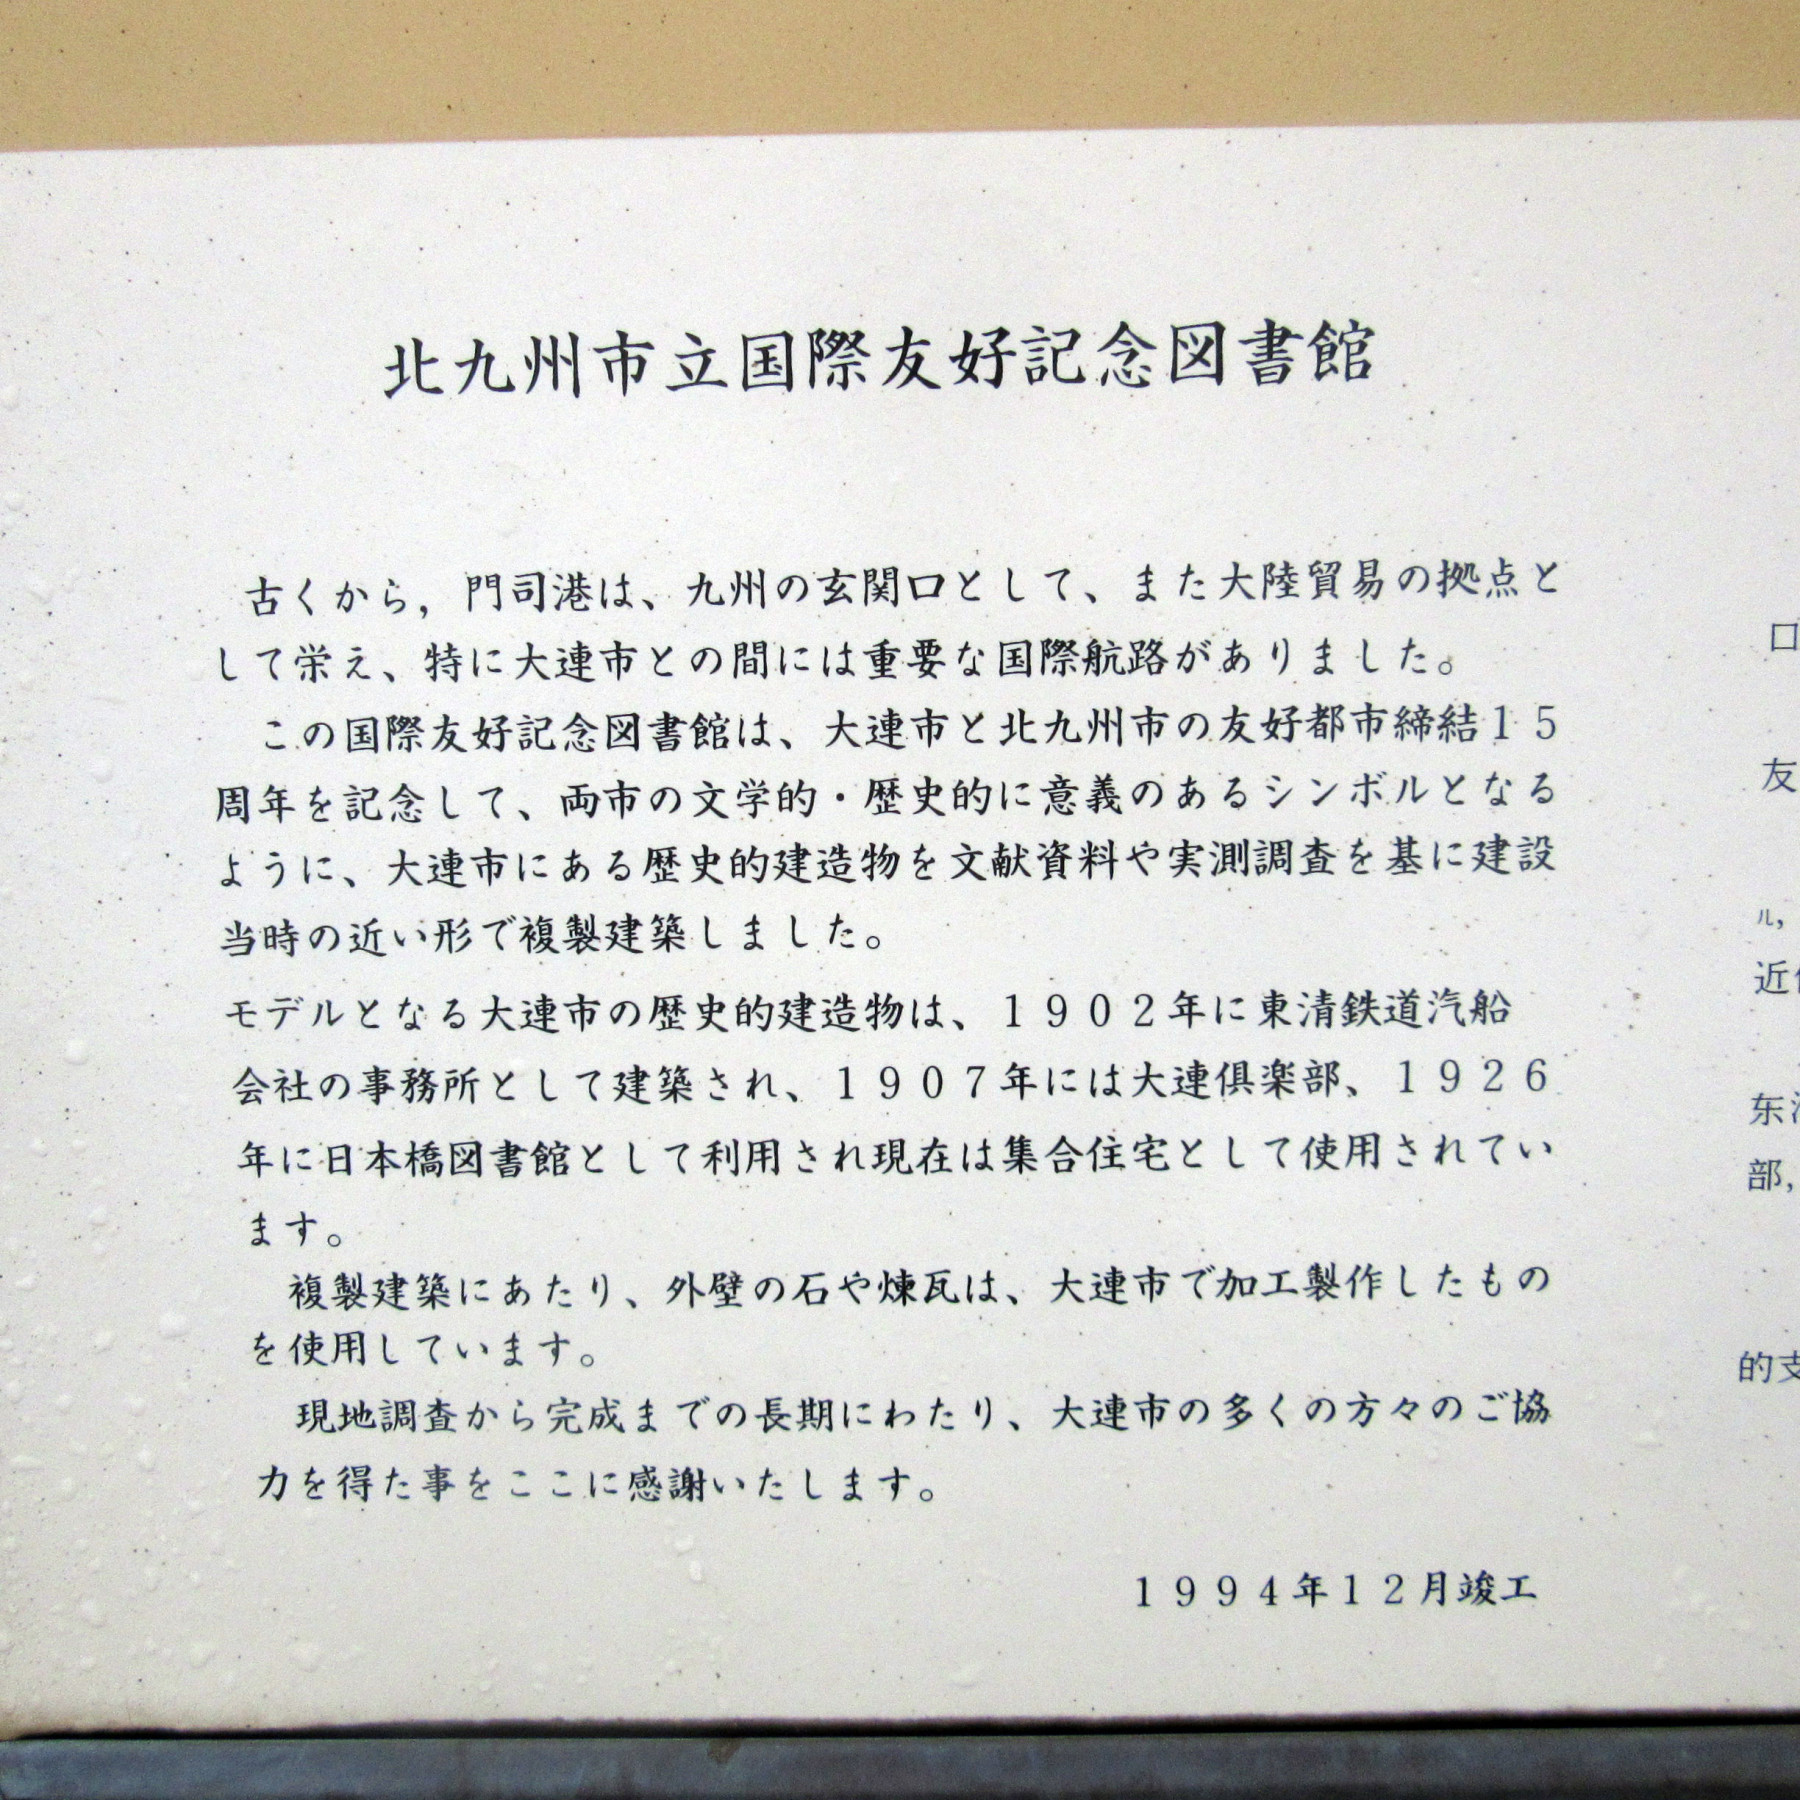 北九州市立国際友好記念図書館
古くから，門司港は、九州の玄関口として、また大陸貿易の拠点と
して栄え、特に大連市との間には重要な国際航路がありました。
この国際友好記念図書館は、大連市と北九州市の友好都市締結１５
周年を記念して、両市の文学的・歴史的に意義のあるシンボルとなる
ように、大連市にある歴史的建造物を文献資料や実測調査を基に建設
当時の近い形で複製建築しました。
モデルとなる大連市の歴史的建造物は、１９０２年に東清鉄道汽船
会社の事務所として建築され、１９０７年には大連倶楽部、１９２６
年に日本橋図書館として利用され現在は集合住宅として使用されてい
ます。
複製建築にあたり、外壁の石や煉瓦は、大連市で加工製作したもの
を使用しています。
現地調査から完成までの長期にわたり、大連市の多くの方々のご協
力を得た事をここに感謝いたします。
１９９４年１２月竣工
口
友
近
东
部,
的支